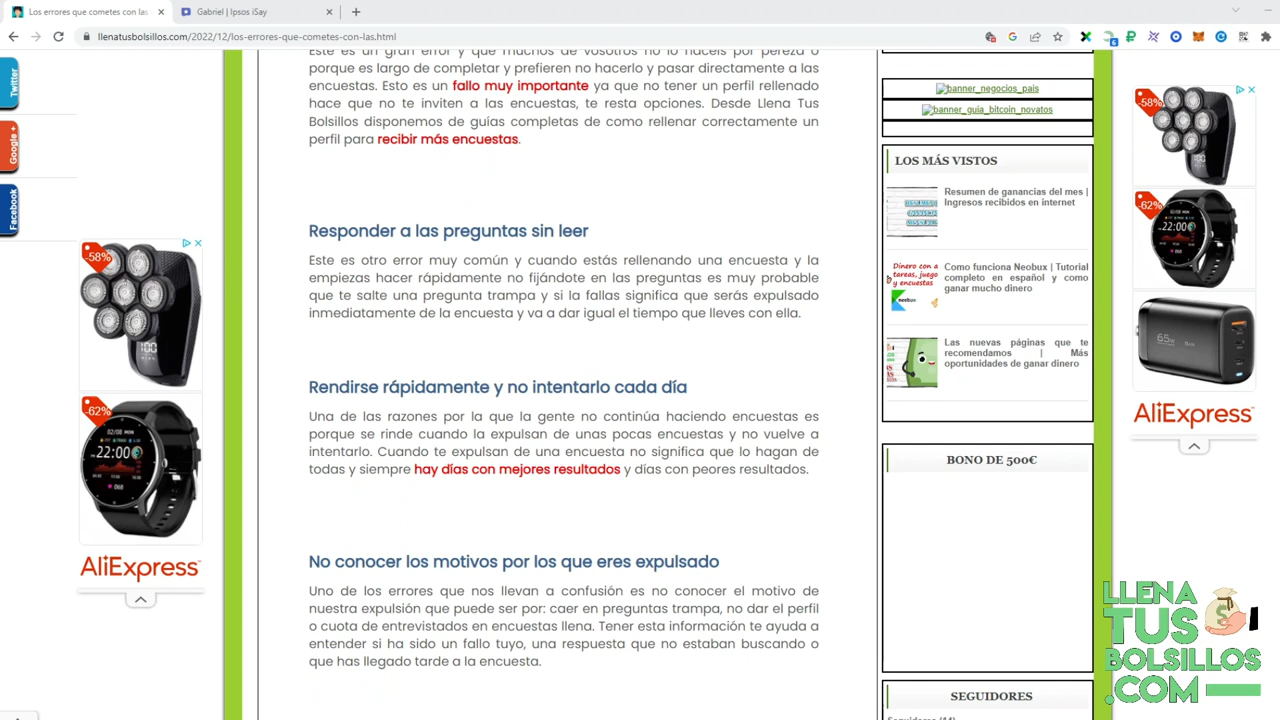 Los errores que cometes con las
Gabriel | Ipsos iSay
llenatusbolsillos.com/2022/12/los-errores-que-cometes-con-las.html
Twitter
Google +
Facebook
Este es un gran error y que muchos de vosotros no lo hacéis por pereza o
porque es largo de completar y prefieren no hacerlo y pasar directamente a las
encuestas. Esto es un fallo muy importante ya que no tener un perfil rellenado
hace que no te inviten a las encuestas, te resta opciones. Desde Llena Tus
Bolsillos disponemos de guías completas de como rellenar correctamente un
perfil para recibir más encuestas.
Responder a las preguntas sin leer
Este es otro error muy común y cuando estás rellenando una encuesta y la
empiezas hacer rápidamente no fijándote en las preguntas es muy probable
que te salte una pregunta trampa y si la fallas significa que serás expulsado
inmediatamente de la encuesta y va a dar igual el tiempo que lleves con ella.
Rendirse rápidamente y no intentarlo cada día
Una de las razones por la que la gente no continúa haciendo encuestas es
porque se rinde cuando la expulsan de unas pocas encuestas y no vuelve a
intentarlo. Cuando te expulsan de una encuesta no significa que lo hagan de
todas y siempre hay días con mejores resultados y días con peores resultados.
No conocer los motivos por los que eres expulsado
Uno de los errores que nos llevan a confusión es no conocer el motivo de
nuestra expulsión que puede ser por: caer en preguntas trampa, no dar el perfil
o cuota de entrevistados en encuestas llena. Tener esta información te ayuda a
entender si ha sido un fallo tuyo, una respuesta que no estaban buscando o
que has llegado tarde a la encuesta.
-58%
100
-62%
22:00
AliExpress
banner_negocios_pais
banner_guia_bitcoin_novatos
LOS MÁS VISTOS
Resumen de ganancias del mes |
Ingresos recibidos en internet
Dinero con
tareas, juego
y encuestas
neobux
Como funciona Neobux | Tutorial
completo en español y como
ganar mucho dinero
Las nuevas páginas que te
recomendamos | Más
oportunidades de ganar dinero
BONO DE 500€
SEGUIDORES
-58%
100
-62%
22:00
65W
AliExpress
LLENA
TUS
BOLSILLOS
.COM